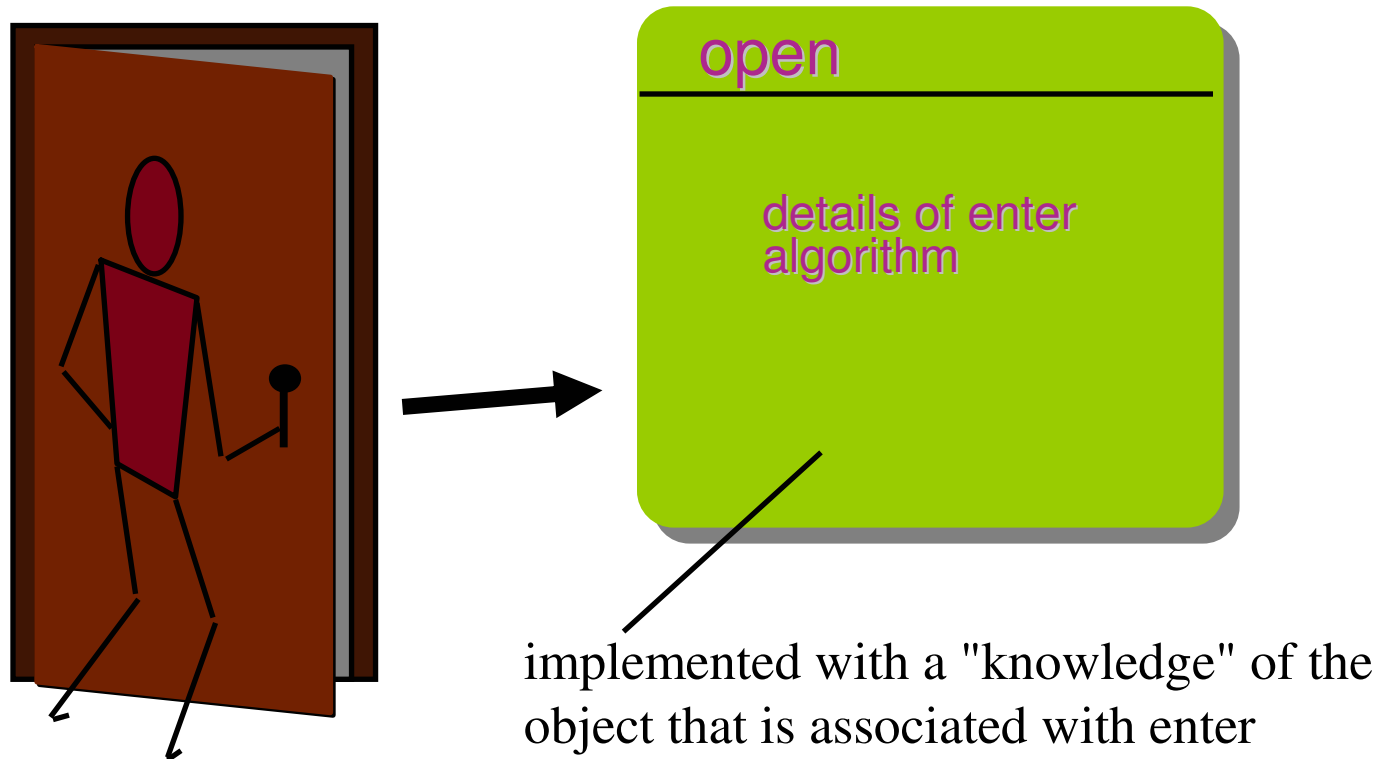 open
details of enter
algorithm
implemented with a "knowledge" of the
object that is associated with enter